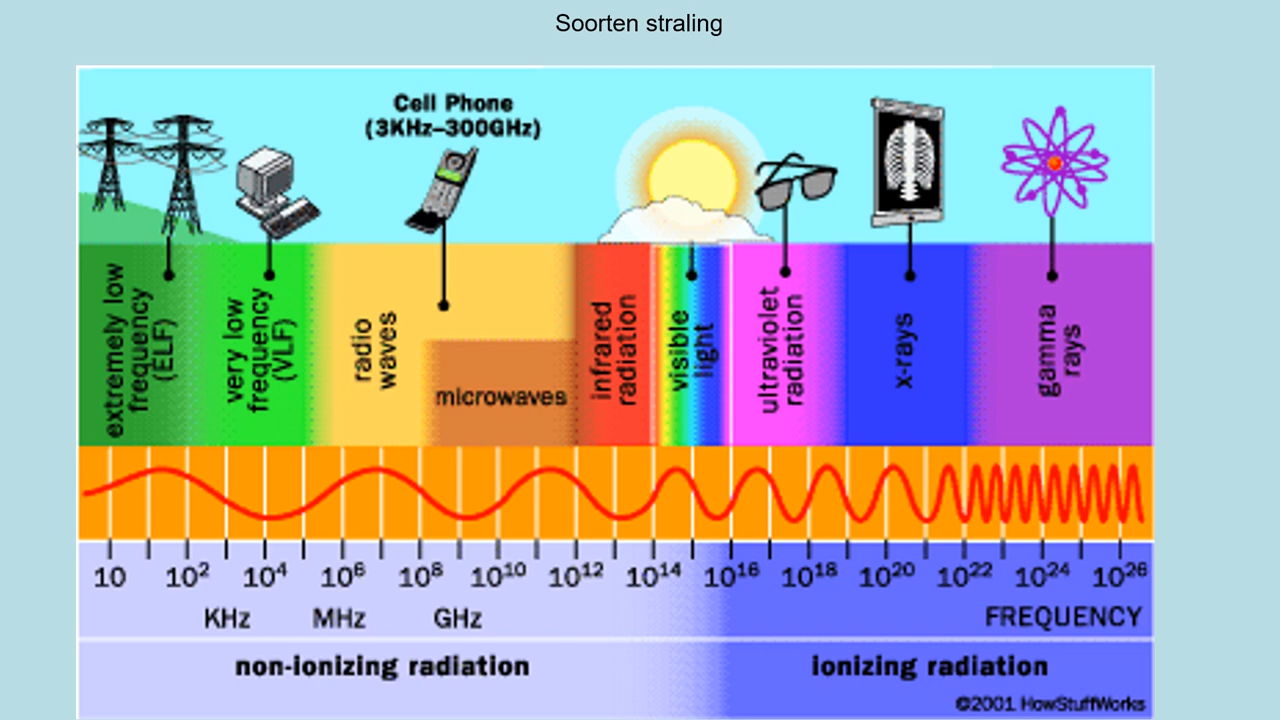 Soorten straling
Cell Phone
(3KHz–300GHz)
extremely low
frequency
(ELF)
very low
frequency
(VLF)
radio
waves
microwaves
infrared
radiation
visible
light
ultraviolet
radiation
x-rays
gamma
rays
10 10² 10⁴ 10⁶ 10⁸ 10¹⁰ 10¹² 10¹⁴ 10¹⁶ 10¹⁸ 10²⁰ 10²² 10²⁴ 10²⁶
KHz MHz GHz FREQUENCY
non-ionizing radiation ionizing radiation
©2001 HowStuffWorks